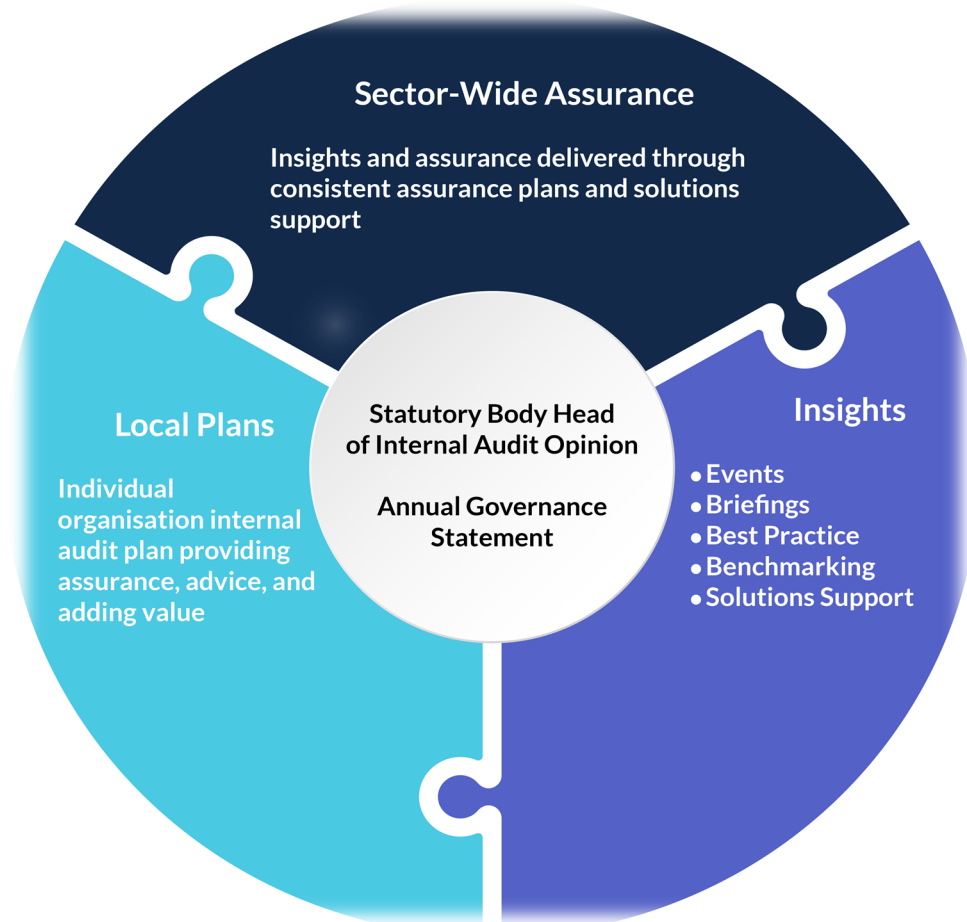 Sector-Wide Assurance
Insights and assurance delivered through
consistent assurance plans and solutions
support
Local Plans
Individual
organisation internal
audit plan providing
assurance, advice, and
adding value
Statutory Body Head
of Internal Audit Opinion
Annual Governance
Statement
Insights
• Events
• Briefings
• Best Practice
• Benchmarking
• Solutions Support